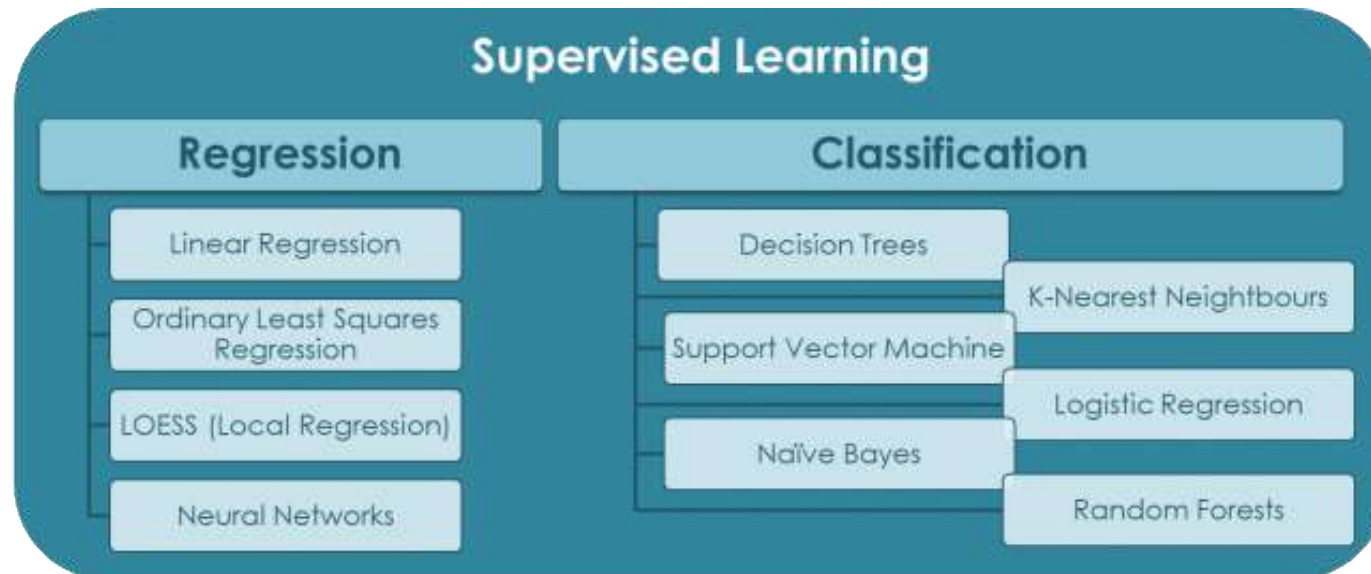 Supervised Learning
Regression
Linear Regression
Ordinary Least Squares
Regression
LOESS (Local Regression)
Neural Networks
Classification
Decision Trees
K-Nearest Neightbours
Support Vector Machine
Logistic Regression
Naïve Bayes
Random Forests